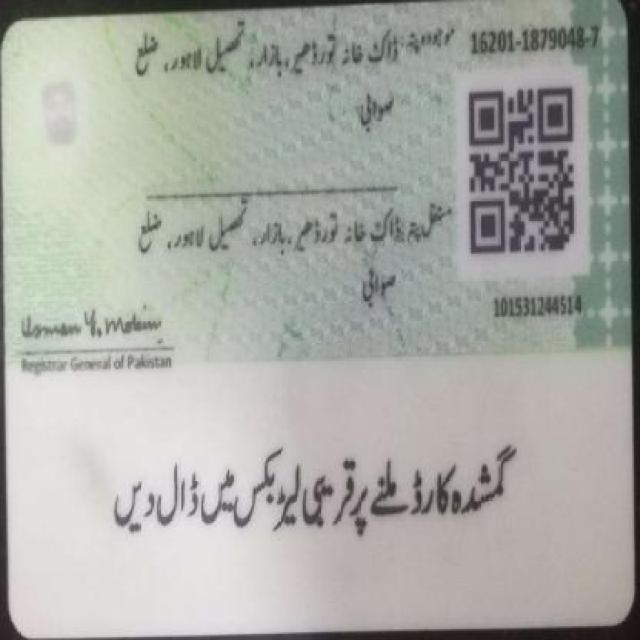 موجودہ پتہ: ڈاک خانہ تورڈھیر، بازار، تحصیل لاہور، ضلع
صوابی
16201-1879048-7
مستقل پتہ: ڈاک خانہ تورڈھیر، بازار، تحصیل لاہور، ضلع
صوابی
101531244514
Usman Y. Mobin
Registrar General of Pakistan
گمشدہ کارڈ ملنے پر قریبی لیٹر بکس میں ڈال دیں